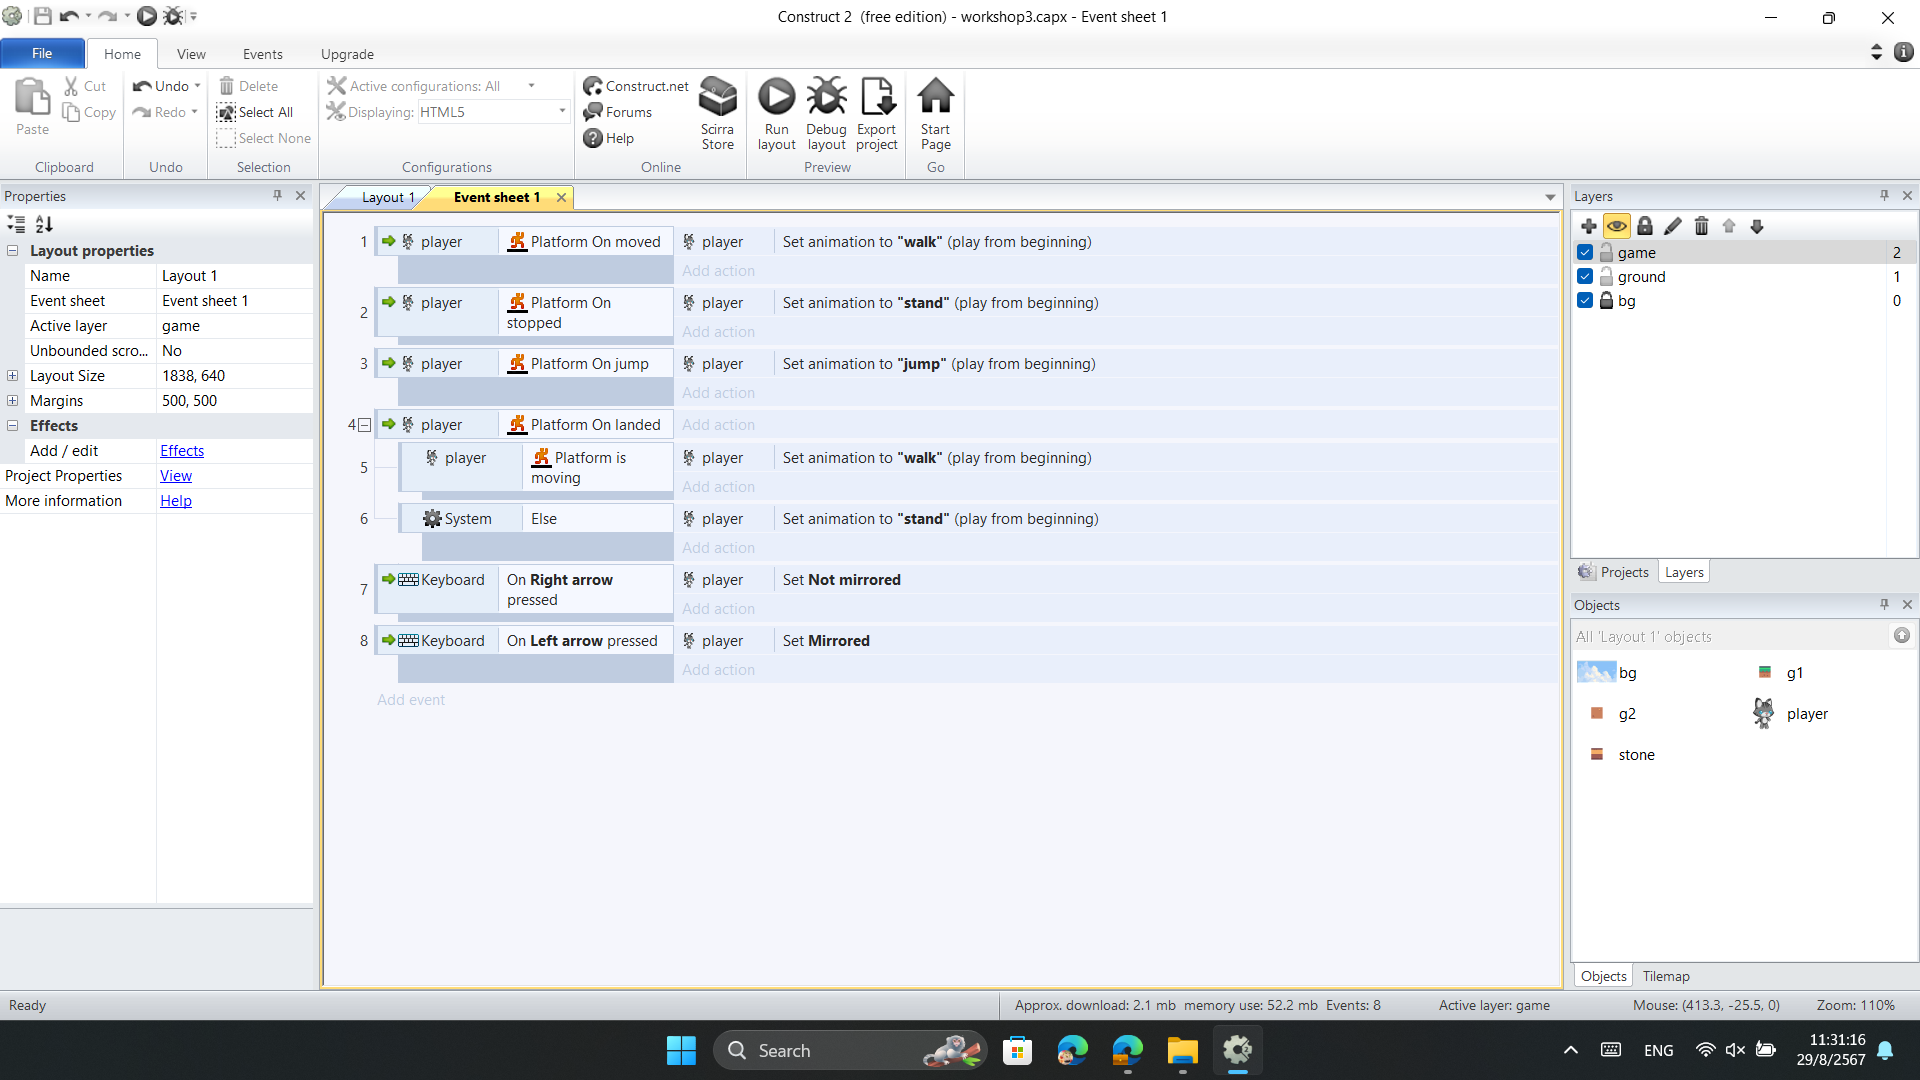 Construct 2  (free edition) - workshop3.capx - Event sheet 1
File Home View Events Upgrade
Paste Cut Copy Clipboard
Undo Redo Undo
Delete Select All Select None Selection
Active configurations: All
Displaying: HTML5
Configurations
Construct.net Forums Help Online
Scirra Store
Run layout
Debug layout
Export project
Preview
Start Page
Go
Properties
Layout properties
Name Layout 1
Event sheet Event sheet 1
Active layer game
Unbounded scro... No
Layout Size 1838, 640
Margins 500, 500
Effects
Add / edit Effects
Project Properties View
More information Help
Layout 1 Event sheet 1
1 player Platform On moved player Set animation to "walk" (play from beginning)
Add action
2 player Platform On stopped player Set animation to "stand" (play from beginning)
Add action
3 player Platform On jump player Set animation to "jump" (play from beginning)
Add action
4 player Platform On landed Add action
5 player Platform is moving player Set animation to "walk" (play from beginning)
Add action
6 System Else player Set animation to "stand" (play from beginning)
Add action
7 Keyboard On Right arrow pressed player Set Not mirrored
Add action
8 Keyboard On Left arrow pressed player Set Mirrored
Add action
Add event
Layers
game 2
ground 1
bg 0
Projects Layers
Objects
All 'Layout 1' objects
bg g1
g2 player
stone
Objects Tilemap
Ready Approx. download: 2.1 mb  memory use: 52.2 mb  Events: 8 Active layer: game Mouse: (413.3, -25.5, 0) Zoom: 110%
Search
ENG
11:31:16
29/8/2567